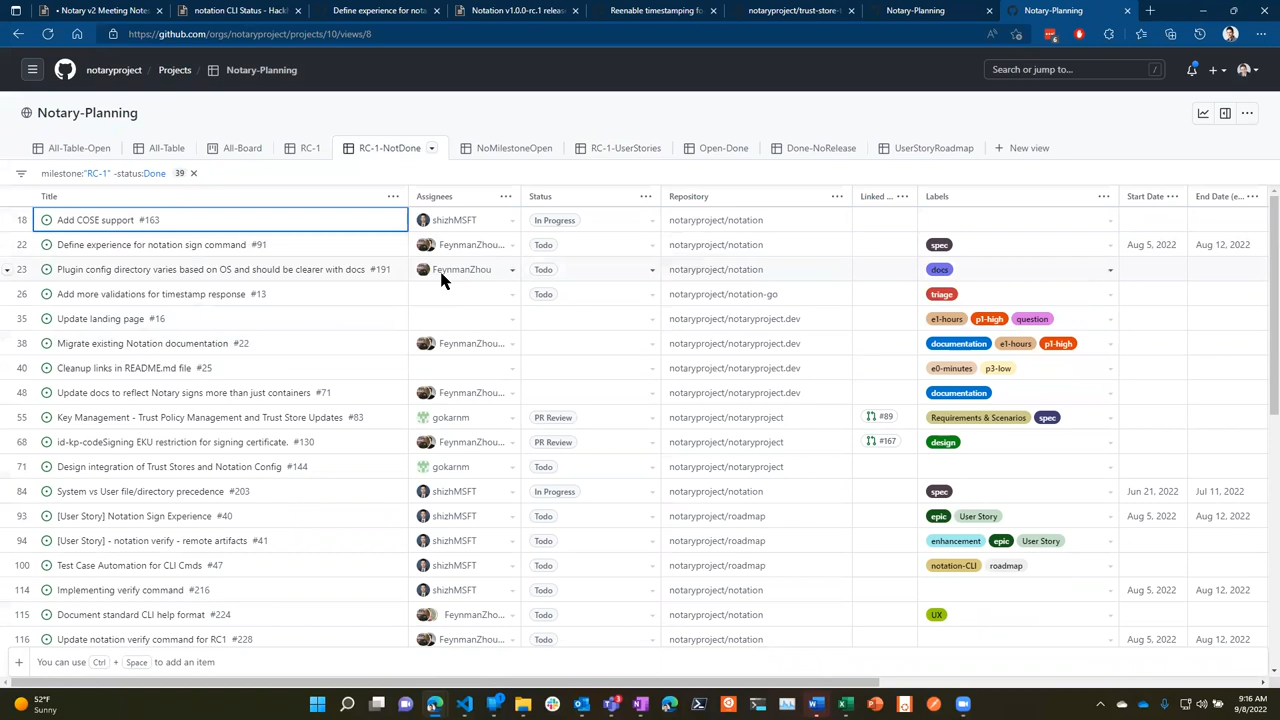 Notary v2 Meeting Notes
notation CLI Status - Hackl
Define experience for notat
Notation v1.0.0-rc.1 releas
Reenable timestamping fo
notaryproject/trust-store-
Notary-Planning
Notary-Planning
https://github.com/orgs/notaryproject/projects/10/views/8
6
notaryproject
Projects
Notary-Planning
Search or jump to...
/
Notary-Planning
All-Table-Open
All-Table
All-Board
RC-1
RC-1-NotDone
NoMilestoneOpen
RC-1-UserStories
Open-Done
Done-NoRelease
UserStoryRoadmap
New view
milestone:"RC-1" -status:Done 39
Title Assignees Status Repository Linked ... Labels Start Date End Date (e...
18 Add COSE support #163 shizhMSFT In Progress notaryproject/notation
22 Define experience for notation sign command #91 FeynmanZhou... Todo notaryproject/notation spec Aug 5, 2022 Aug 12, 2022
23 Plugin config directory varies based on OS and should be clearer with docs #191 FeynmanZhou Todo notaryproject/notation docs
26 Add more validations for timestamp response #13 Todo notaryproject/notation-go triage
35 Update landing page #16 notaryproject/notaryproject.dev e1-hours p1-high question
38 Migrate existing Notation documentation #22 FeynmanZhou... notaryproject/notaryproject.dev documentation e1-hours p1-high
40 Cleanup links in README.md file #25 notaryproject/notaryproject.dev e0-minutes p3-low
48 Update docs to reflect Notary signs more than just containers #71 FeynmanZhou... notaryproject/notaryproject.dev documentation
55 Key Management - Trust Policy Management and Trust Store Updates #83 gokarnm PR Review notaryproject/notaryproject #89 Requirements & Scenarios spec
68 id-kp-codeSigning EKU restriction for signing certificate. #130 FeynmanZhou... PR Review notaryproject/notaryproject #167 design
71 Design integration of Trust Stores and Notation Config #144 gokarnm Todo notaryproject/notaryproject
84 System vs User file/directory precedence #203 shizhMSFT In Progress notaryproject/notation spec Jun 21, 2022 Jul 11, 2022
93 [User Story] Notation Sign Experience #40 shizhMSFT Todo notaryproject/roadmap epic User Story Aug 5, 2022 Aug 12, 2022
94 [User Story] - notation verify - remote artifacts #41 shizhMSFT Todo notaryproject/roadmap enhancement epic User Story
100 Test Case Automation for CLI Cmds #47 shizhMSFT Todo notaryproject/roadmap notation-CLI roadmap
114 Implementing verify command #216 shizhMSFT Todo notaryproject/notation Aug 5, 2022 Aug 12, 2022
115 Document standard CLI help format #224 FeynmanZhou... Todo notaryproject/notation UX
116 Update notation verify command for RC1 #228 FeynmanZhou... Todo notaryproject/notation Aug 5, 2022 Aug 12, 2022
You can use Ctrl + Space to add an item
52°F
Sunny
9:16 AM
9/8/2022